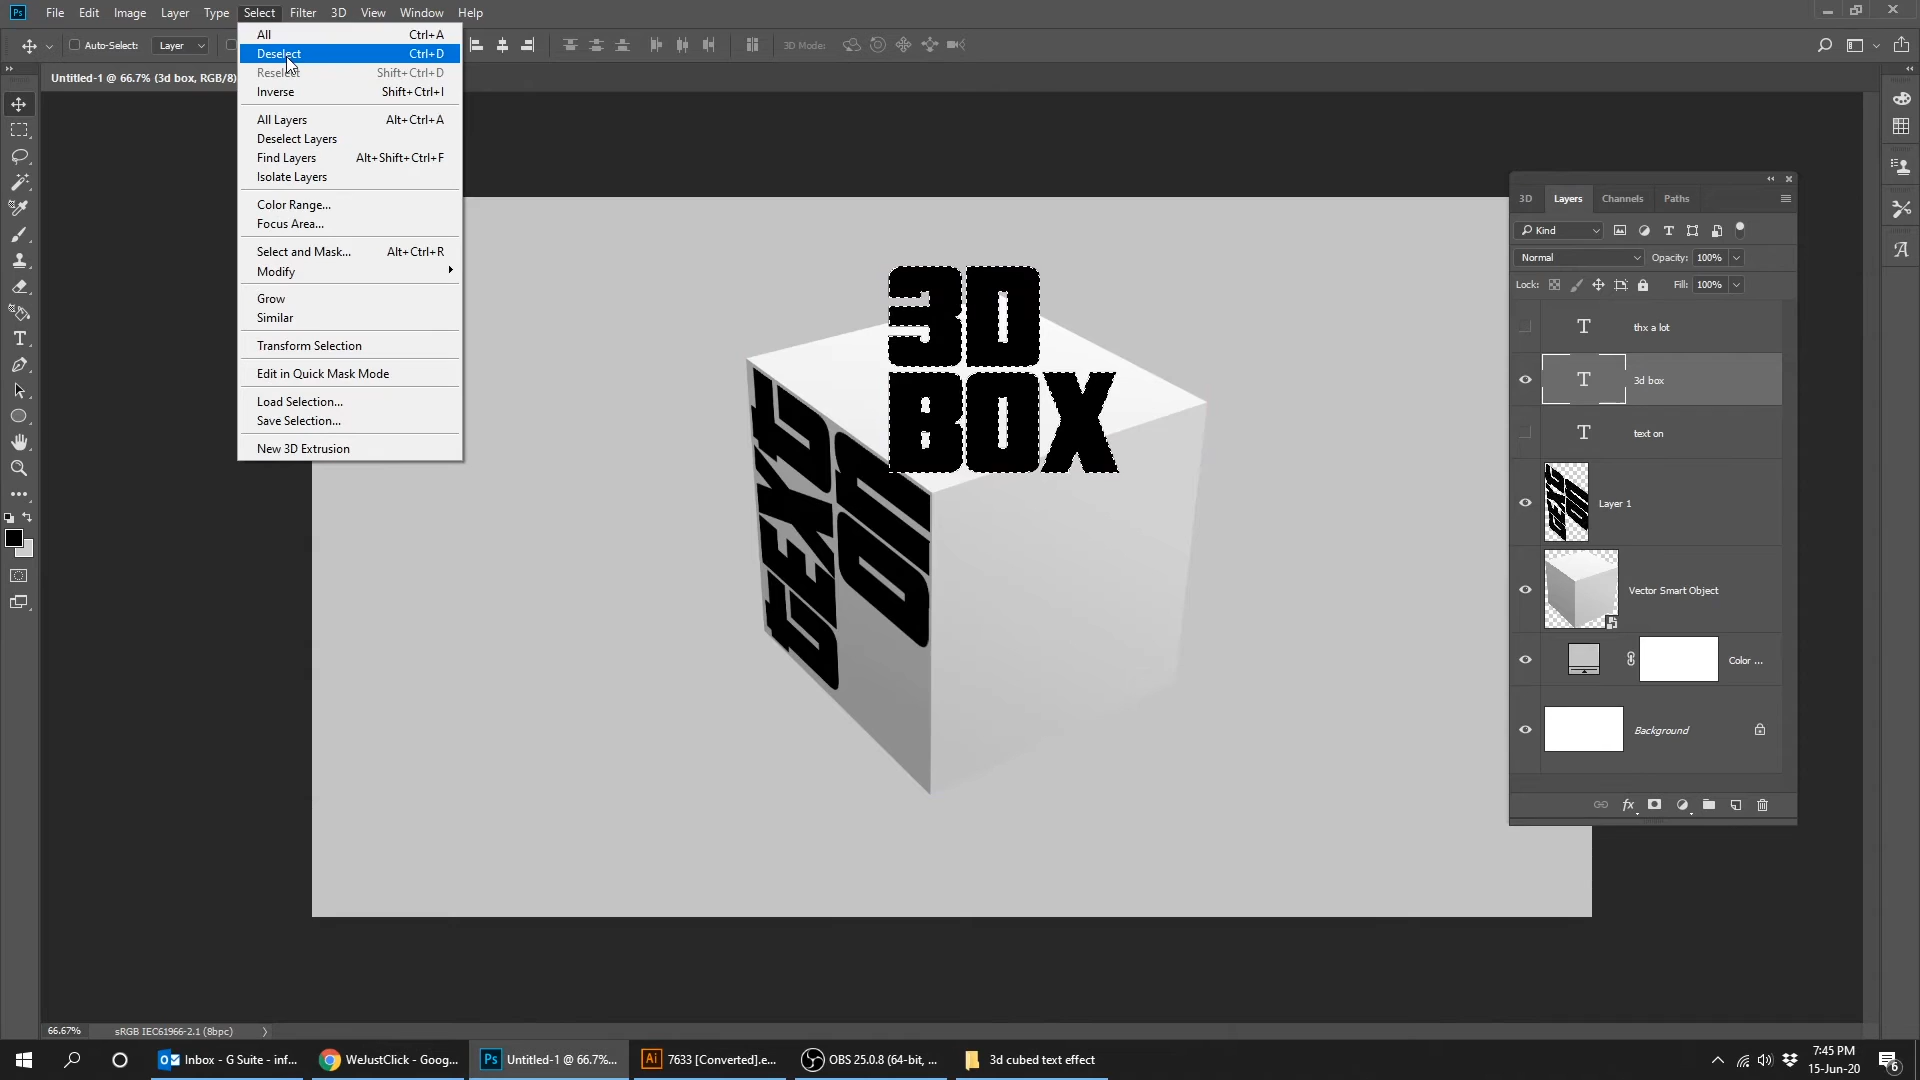 Ps File Edit Image Layer Type Select Filter 3D View Window Help
Auto-Select: Layer 3D Mode:
Untitled-1 @ 66.7% (3d box, RGB/8)
All Ctrl+A
Deselect Ctrl+D
Reselect Shift+Ctrl+D
Inverse Shift+Ctrl+I
All Layers Alt+Ctrl+A
Deselect Layers
Find Layers Alt+Shift+Ctrl+F
Isolate Layers
Color Range...
Focus Area...
Select and Mask... Alt+Ctrl+R
Modify
Grow
Similar
Transform Selection
Edit in Quick Mask Mode
Load Selection...
Save Selection...
New 3D Extrusion
3D
BOX
TEXT
ON
3D Layers Channels Paths
Kind
Normal Opacity: 100%
Lock: Fill: 100%
T thx a lot
T 3d box
T text on
Layer 1
Vector Smart Object
Color ...
Background
fx
66.67% sRGB IEC61966-2.1 (8bpc)
Inbox - G Suite - inf... WeJustClick - Goog... Ps Untitled-1 @ 66.7%... Ai 7633 [Converted].e... OBS 25.0.8 (64-bit, ... 3d cubed text effect
7:45 PM
15-Jun-20
6